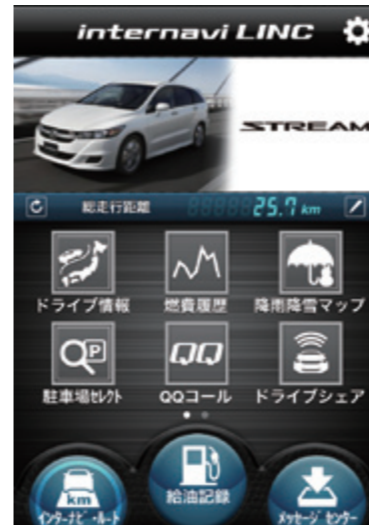 internavi LINC
STREAM
総走行距離 25.7 km
ドライブ情報 燃費履歴 降雨降雪マップ
P
駐車場セレクト QQコール ドライブシェア
km
インターナビ・ルート 給油記録 メッセージ センター